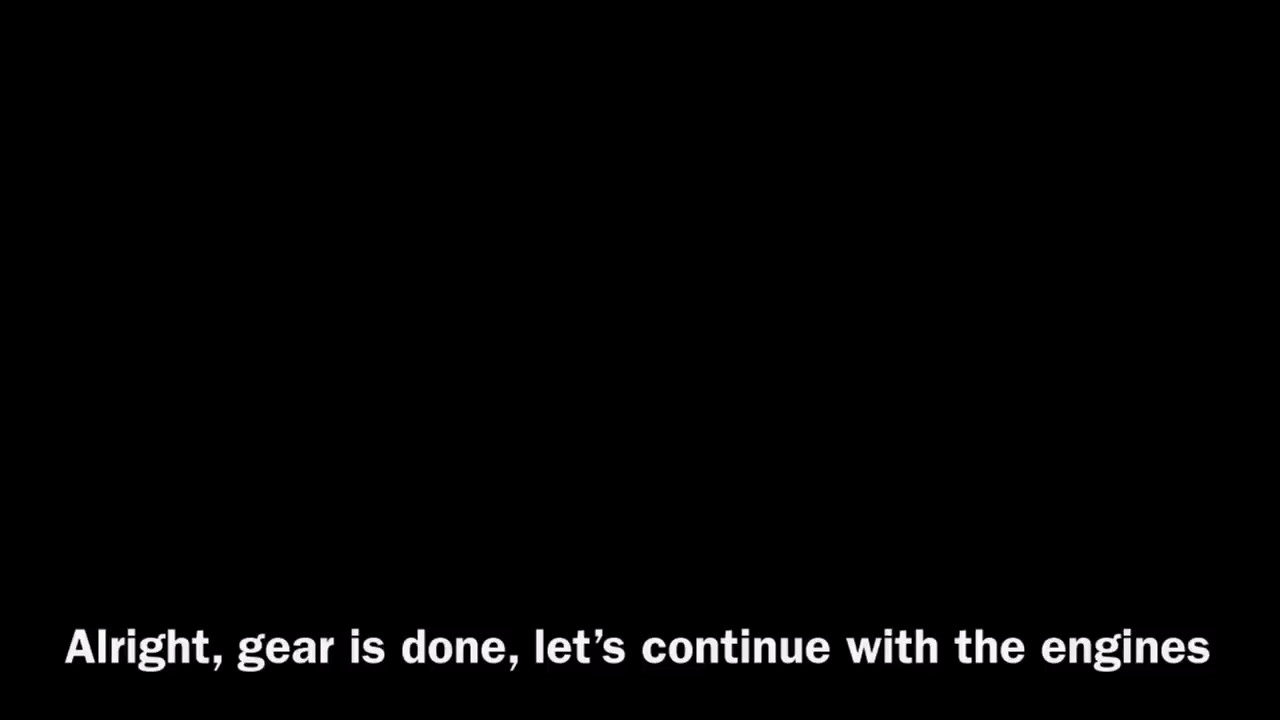 Alright, gear is done, let’s continue with the engines